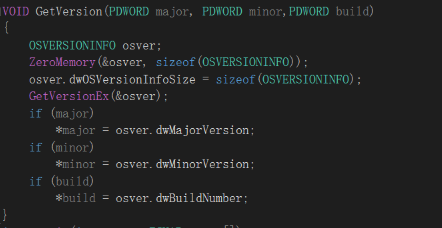 VOID GetVersion(PDWORD major, PDWORD minor,PDWORD build)
{
    OSVERSIONINFO osver;
    ZeroMemory(&osver, sizeof(OSVERSIONINFO));
    osver.dwOSVersionInfoSize = sizeof(OSVERSIONINFO);
    GetVersionEx(&osver);
    if (major)
        *major = osver.dwMajorVersion;
    if (minor)
        *minor = osver.dwMinorVersion;
    if (build)
        *build = osver.dwBuildNumber;
}